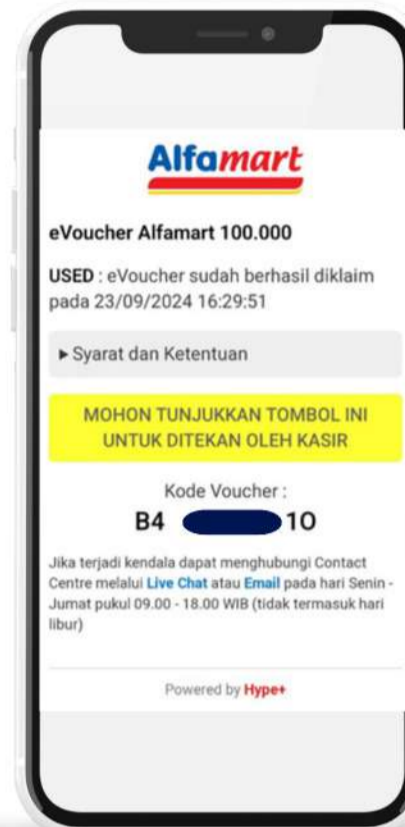 Alfamart
eVoucher Alfamart 100.000
USED : eVoucher sudah berhasil diklaim
pada 23/09/2024 16:29:51
▶ Syarat dan Ketentuan
MOHON TUNJUKKAN TOMBOL INI
UNTUK DITEKAN OLEH KASIR
Kode Voucher :
B4 10
Jika terjadi kendala dapat menghubungi Contact
Centre melalui Live Chat atau Email pada hari Senin -
Jumat pukul 09.00 - 18.00 WIB (tidak termasuk hari
libur)
Powered by Hype+